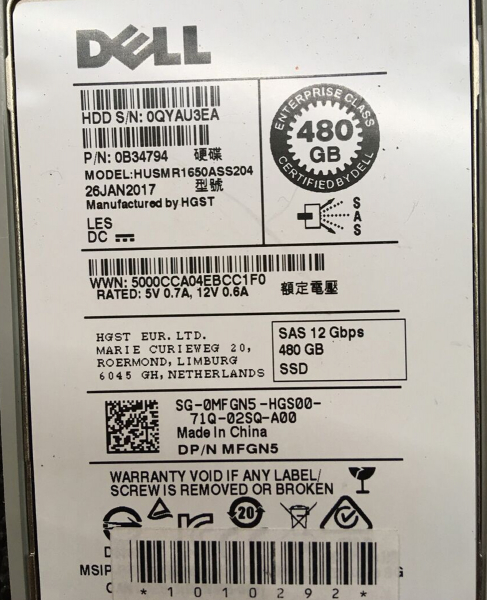 DELL
HDD S/N: 0QYAU3EA
P/N: 0B34794 硬碟
MODEL:HUSMR1650ASS204
26JAN2017 型號
Manufactured by HGST
LES
DC
ENTERPRISE CLASS
480
GB
CERTIFIED BY DELL
SAS
WWN: 5000CCA04EBCC1F0
RATED: 5V 0.7A, 12V 0.6A 額定電壓
HGST EUR. LTD.
MARIE CURIEWEG 20,
ROERMOND, LIMBURG
6045 GH, NETHERLANDS
SAS 12 Gbps
480 GB
SSD
SG-0MFGN5-HGS00-
71Q-02SQ-A00
Made In China
DP/N MFGN5
WARRANTY VOID IF ANY LABEL/
SCREW IS REMOVED OR BROKEN
20
MSIP
*1010292*